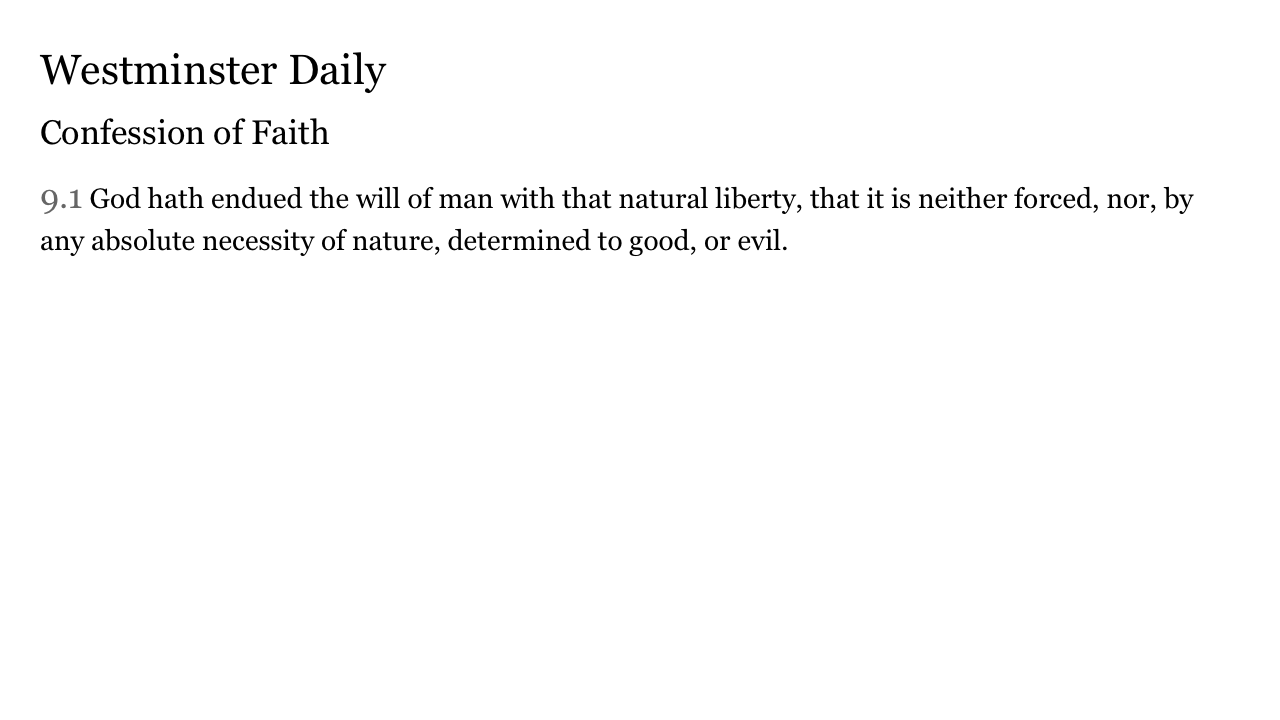 Westminster Daily
Confession of Faith
9.1 God hath endued the will of man with that natural liberty, that it is neither forced, nor, by
any absolute necessity of nature, determined to good, or evil.